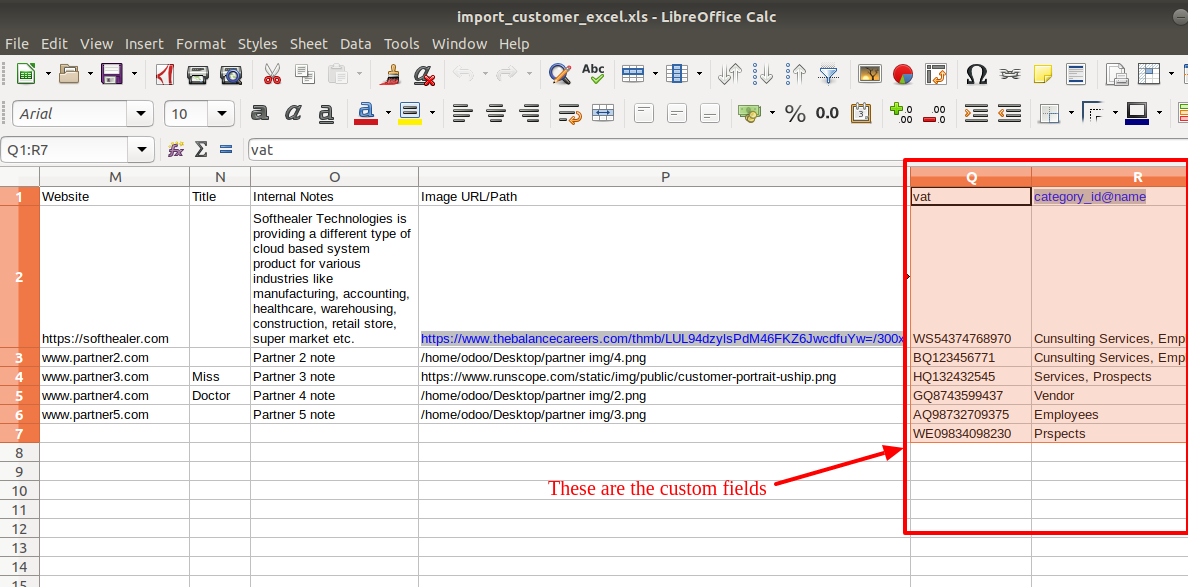 import_customer_excel.xls - LibreOffice Calc
File Edit View Insert Format Styles Sheet Data Tools Window Help
Abc
Arial 10 a a a a % 0.0 3 .00 .00
Q1:R7 fx Σ = vat
M N O P Q R
1 Website Title Internal Notes Image URL/Path vat category_id@name
Softhealer Technologies is
providing a different type of
cloud based system
product for various
industries like
2
manufacturing, accounting,
healthcare, warehousing,
construction, retail store,
https://softhealer.com super market etc. https://www.thebalancecareers.com/thmb/LUL94dzylsPdM46FKZ6JwcdfuYw=/300x WS54374768970 Cunsulting Services, Emp
3 www.partner2.com Partner 2 note /home/odoo/Desktop/partner img/4.png BQ123456771 Cunsulting Services, Emp
4 www.partner3.com Miss Partner 3 note https://www.runscope.com/static/img/public/customer-portrait-uship.png HQ132432545 Services, Prospects
5 www.partner4.com Doctor Partner 4 note /home/odoo/Desktop/partner img/2.png GQ8743599437 Vendor
6 www.partner5.com Partner 5 note /home/odoo/Desktop/partner img/3.png AQ98732709375 Employees
7 WE09834098230 Prspects
8
9
These are the custom fields
10
11
12
13
14
15